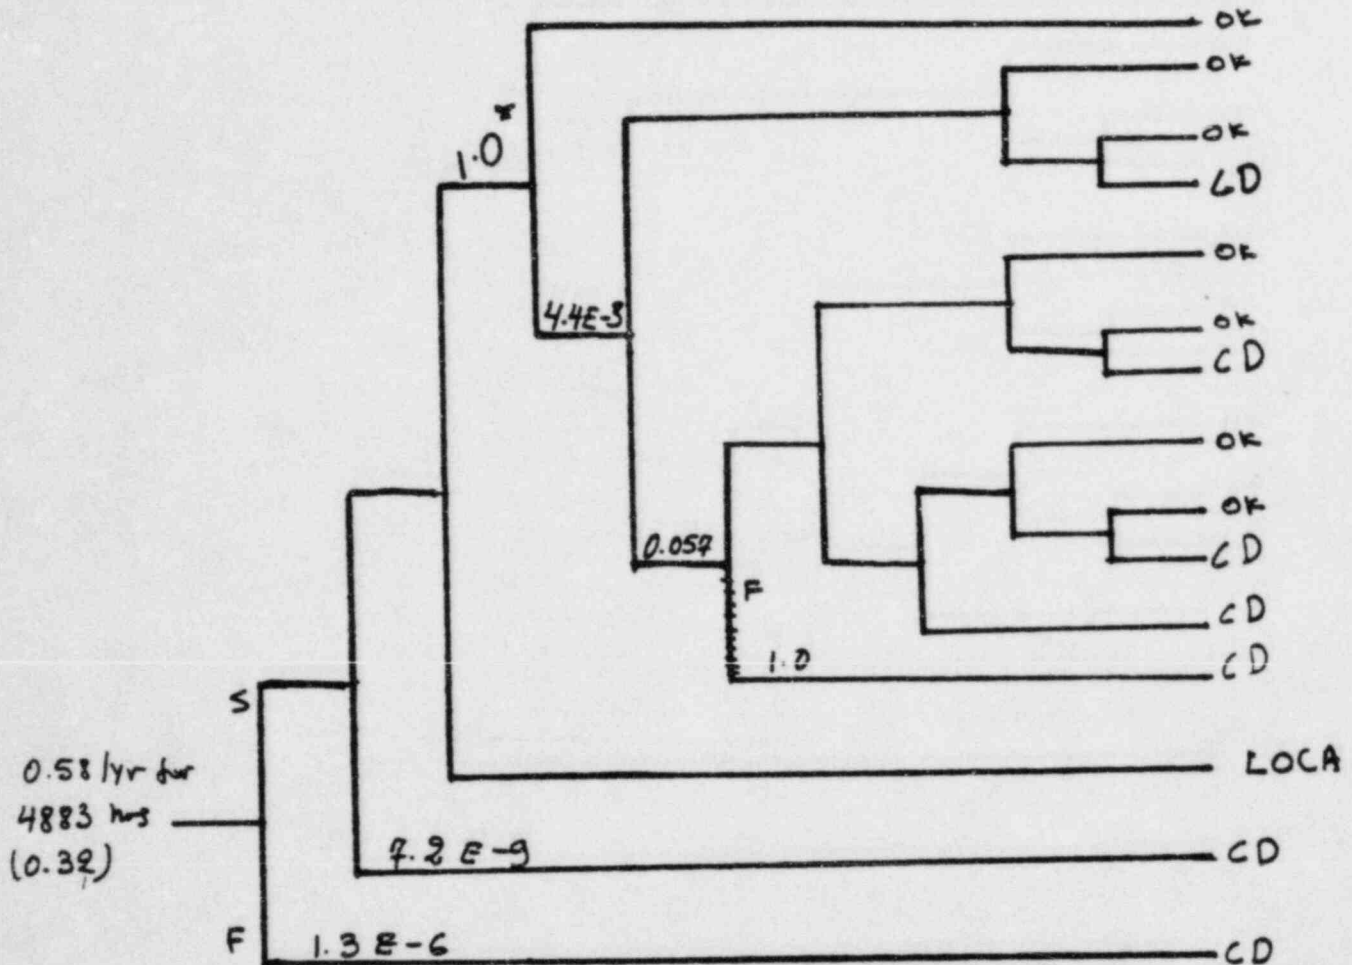 OK
OK
1.0*
OK
CD
OK
4.4E-3
OK
CD
OK
OK
0.057
CD
F
CD
1.0
CD
S
LOCA
0.58/yr for
4883 hrs
(0.32)
7.2 E-9
CD
F
1.3 E-6
CD